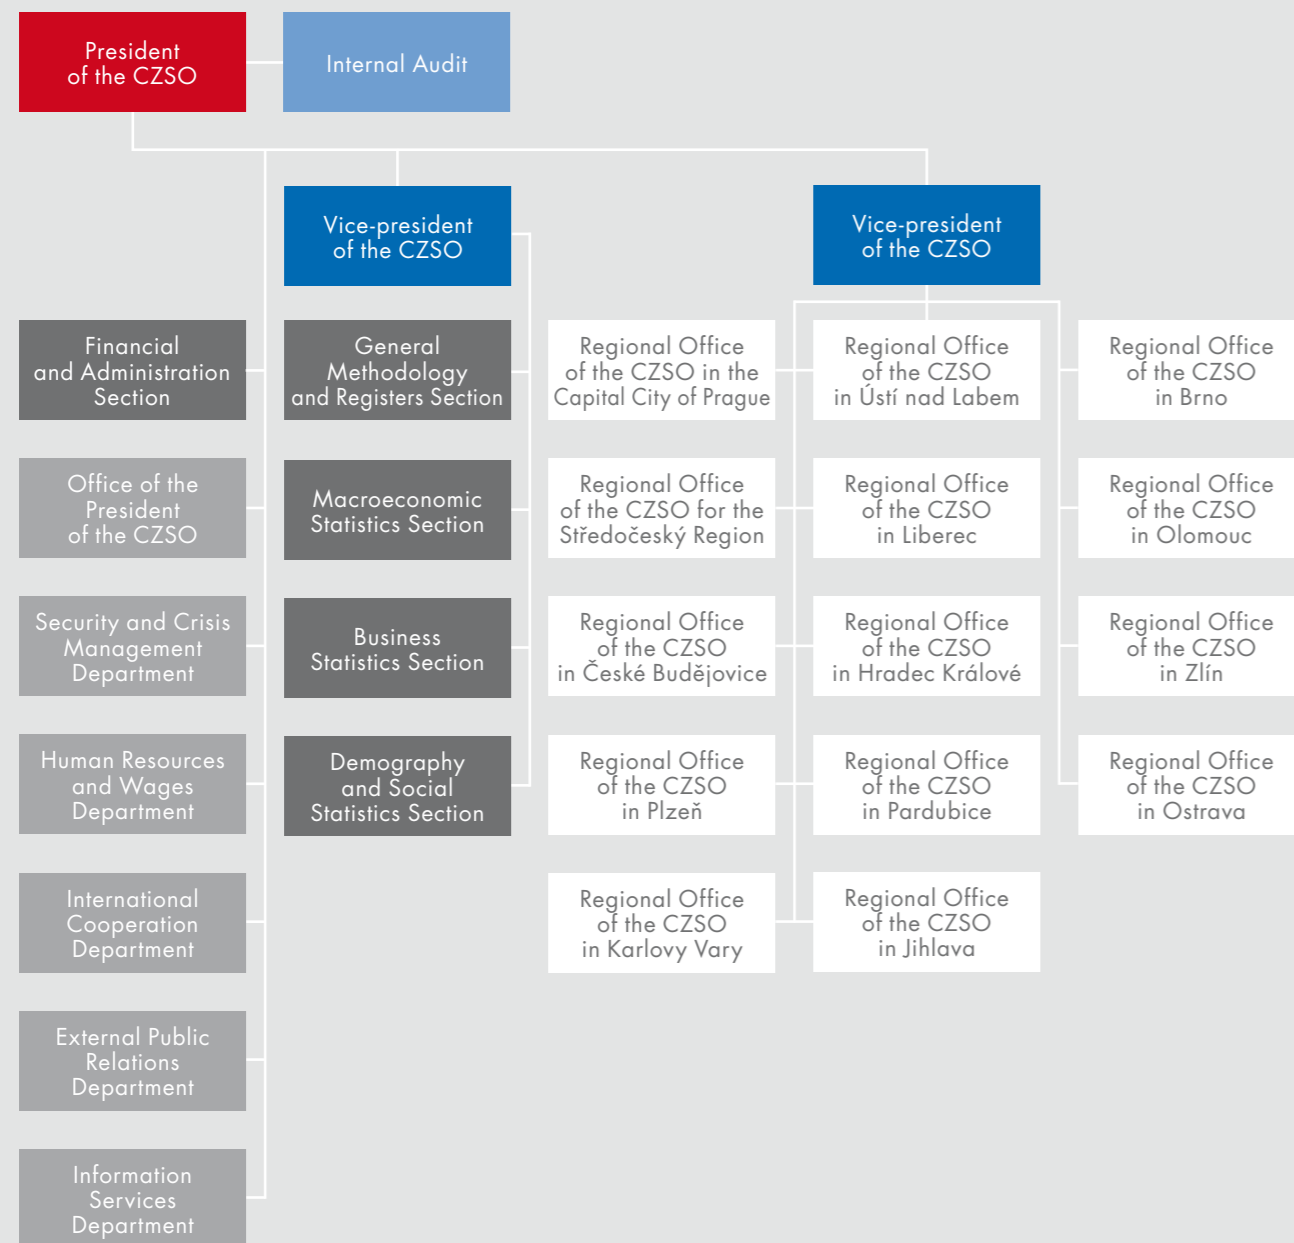 President
of the CZSO
Internal Audit
Vice-president
of the CZSO
Vice-president
of the CZSO
Financial
and Administration
Section
General
Methodology
and Registers Section
Regional Office
of the CZSO in the
Capital City of Prague
Regional Office
of the CZSO
in Ústí nad Labem
Regional Office
of the CZSO
in Brno
Office of the
President
of the CZSO
Macroeconomic
Statistics Section
Regional Office
of the CZSO for the
Středočeský Region
Regional Office
of the CZSO
in Liberec
Regional Office
of the CZSO
in Olomouc
Security and Crisis
Management
Department
Business
Statistics Section
Regional Office
of the CZSO
in České Budějovice
Regional Office
of the CZSO
in Hradec Králové
Regional Office
of the CZSO
in Zlín
Human Resources
and Wages
Department
Demography
and Social
Statistics Section
Regional Office
of the CZSO
in Plzeň
Regional Office
of the CZSO
in Pardubice
Regional Office
of the CZSO
in Ostrava
International
Cooperation
Department
Regional Office
of the CZSO
in Karlovy Vary
Regional Office
of the CZSO
in Jihlava
External Public
Relations
Department
Information
Services
Department